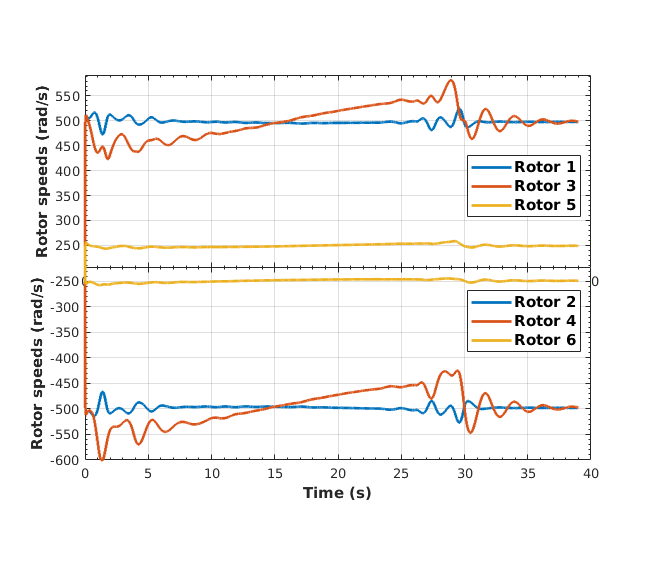 Rotor speeds (rad/s)
550
500
450
400
350
300
250
Rotor 1
Rotor 3
Rotor 5
Rotor speeds (rad/s)
-250
-300
-350
-400
-450
-500
-550
-600
0
Rotor 2
Rotor 4
Rotor 6
0 5 10 15 20 25 30 35 40
Time (s)